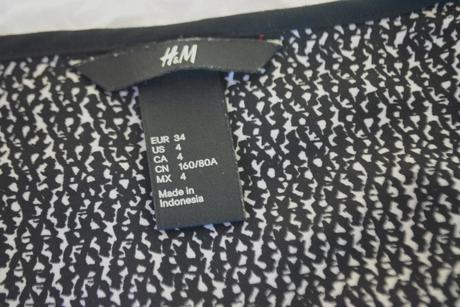 H&M
EUR 34
US 4
CA 4
CN 160/80A
MX 4
Made in
Indonesia